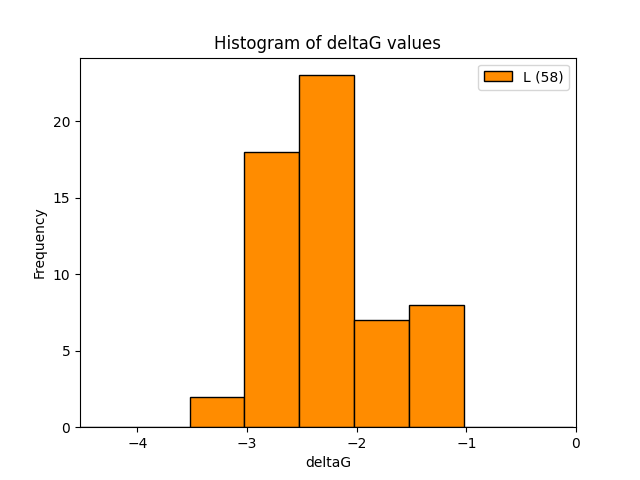 Histogram of deltaG values
L (58)
20
15
10
5
0
Frequency
−4
−3
−2
−1
0
deltaG